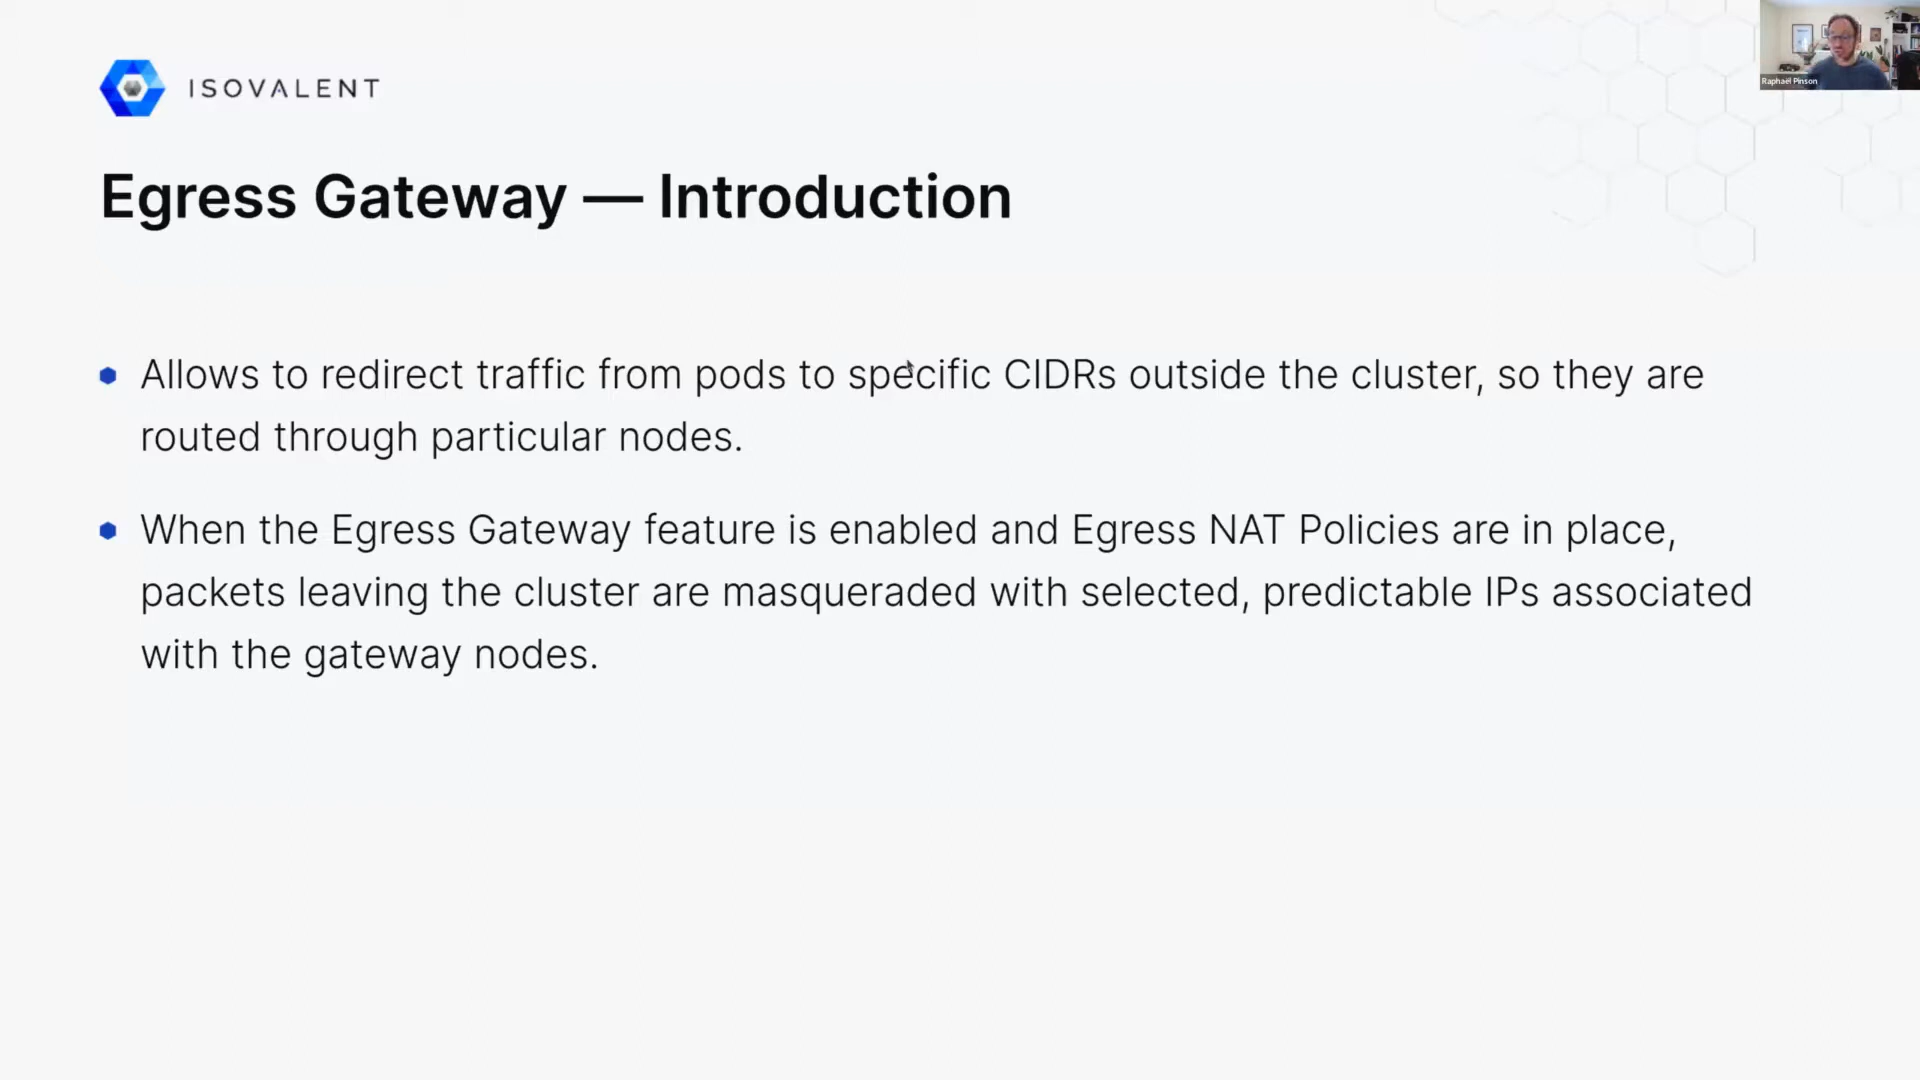 Raphaël Pinson
ISOVALENT
Egress Gateway — Introduction
Allows to redirect traffic from pods to specific CIDRs outside the cluster, so they are
routed through particular nodes.
When the Egress Gateway feature is enabled and Egress NAT Policies are in place,
packets leaving the cluster are masqueraded with selected, predictable IPs associated
with the gateway nodes.